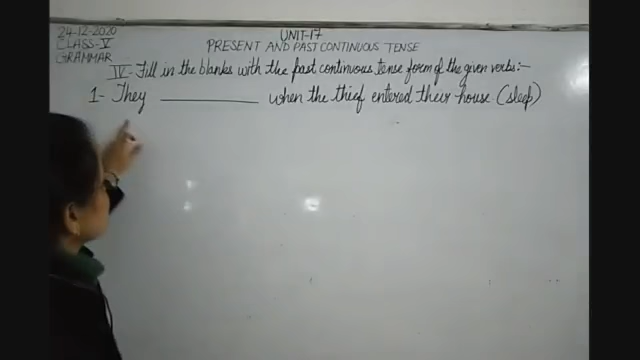 24-12-2020
CLASS-V
GRAMMAR
UNIT-17
PRESENT AND PAST CONTINUOUS TENSE
IV- Fill in the blanks with the past continuous tense form of the given verbs:-
1- They __________ when the thief entered their house. (sleep)